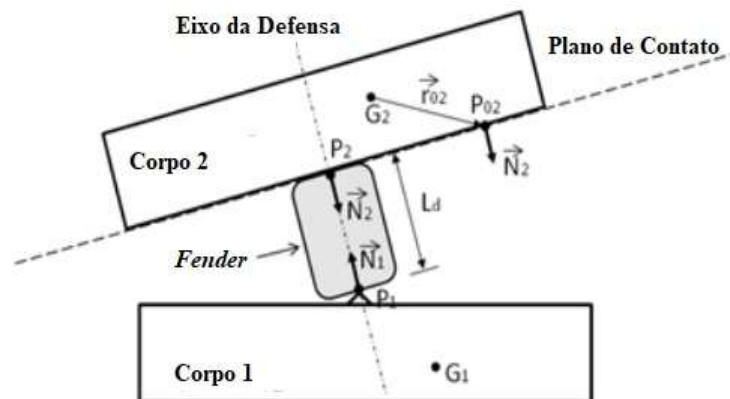 Eixo da Defensa
Plano de Contato
r₀₂
G₂
P₀₂
Corpo 2
P₂
N₂
N₂
L_d
Fender
N₁
P₁
Corpo 1
G₁